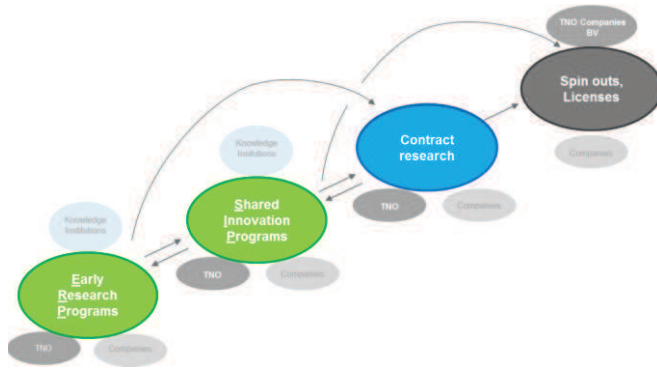 TNO Companies
BV
Spin outs,
Licenses
Companies
Contract
research
TNO
Companies
Knowledge
Institutions
Shared
Innovation
Programs
TNO
Companies
Knowledge
Institutions
Early
Research
Programs
TNO
Companies